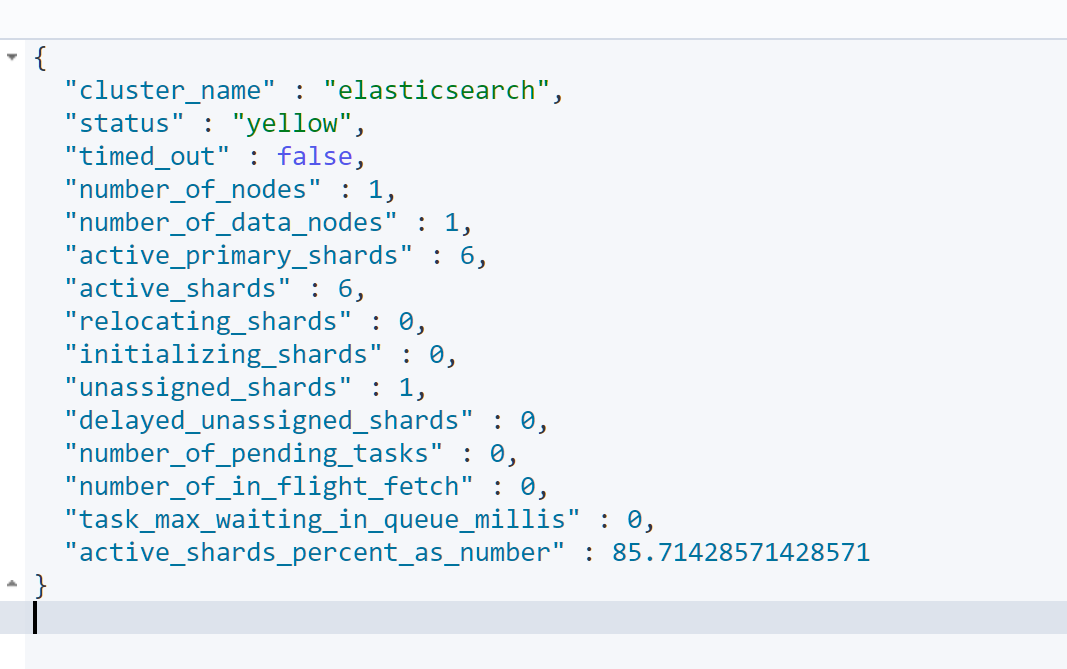 {
  "cluster_name" : "elasticsearch",
  "status" : "yellow",
  "timed_out" : false,
  "number_of_nodes" : 1,
  "number_of_data_nodes" : 1,
  "active_primary_shards" : 6,
  "active_shards" : 6,
  "relocating_shards" : 0,
  "initializing_shards" : 0,
  "unassigned_shards" : 1,
  "delayed_unassigned_shards" : 0,
  "number_of_pending_tasks" : 0,
  "number_of_in_flight_fetch" : 0,
  "task_max_waiting_in_queue_millis" : 0,
  "active_shards_percent_as_number" : 85.71428571428571
}